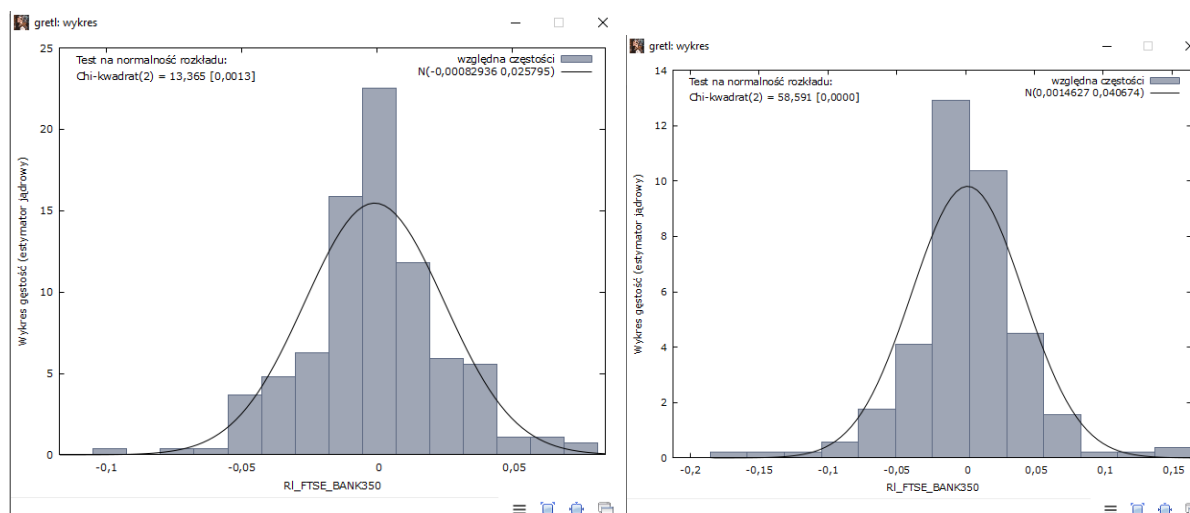 gretl: wykres
25
20
15
10
5
0
Test na normalność rozkładu:
Chi-kwadrat(2) = 13,365 [0,0013]
względna częstości
N(-0,00082936 0,025795)
Wykres gęstość (estymator jądrowy)
-0,1
-0,05
0
0,05
Rl_FTSE_BANK350
gretl: wykres
14
12
10
8
6
4
2
0
Test na normalność rozkładu:
Chi-kwadrat(2) = 58,591 [0,0000]
względna częstości
N(0,0014627 0,040674)
Wykres gęstość (estymator jądrowy)
-0,2
-0,15
-0,1
-0,05
0
0,05
0,1
0,15
Rl_FTSE_BANK350